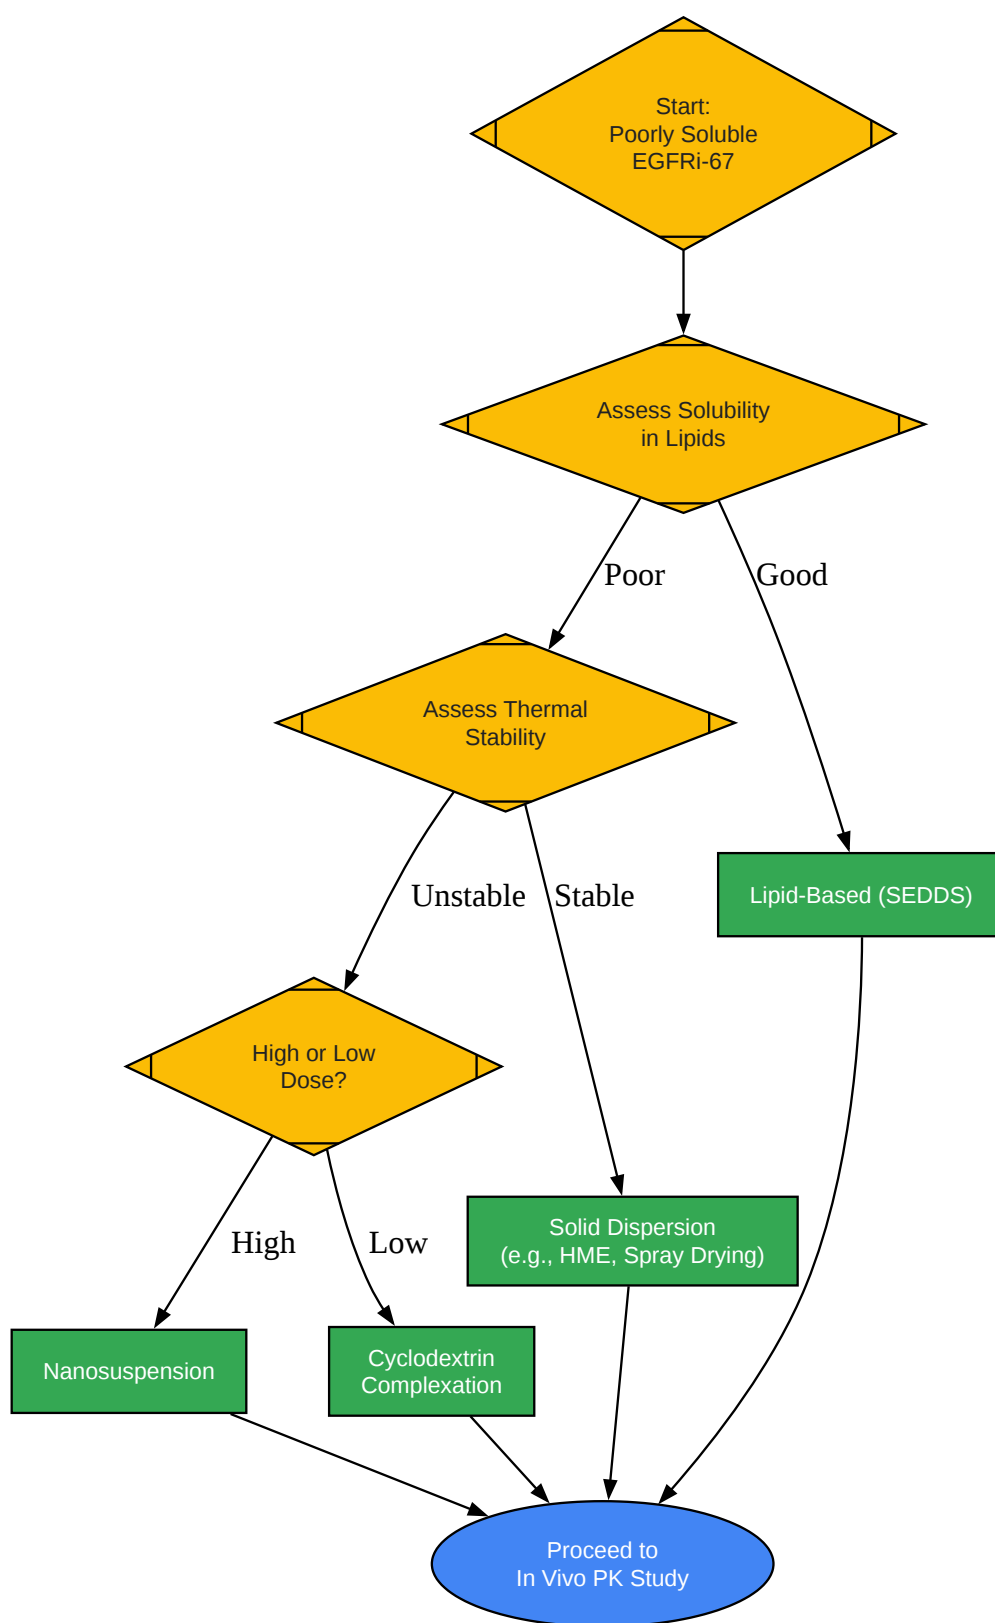 Start:
Poorly Soluble
EGFRi-67
Assess Solubility
in Lipids
Poor
Good
Assess Thermal
Stability
Unstable
Stable
Lipid-Based (SEDDS)
High or Low
Dose?
High
Low
Solid Dispersion
(e.g., HME, Spray Drying)
Nanosuspension
Cyclodextrin
Complexation
Proceed to
In Vivo PK Study